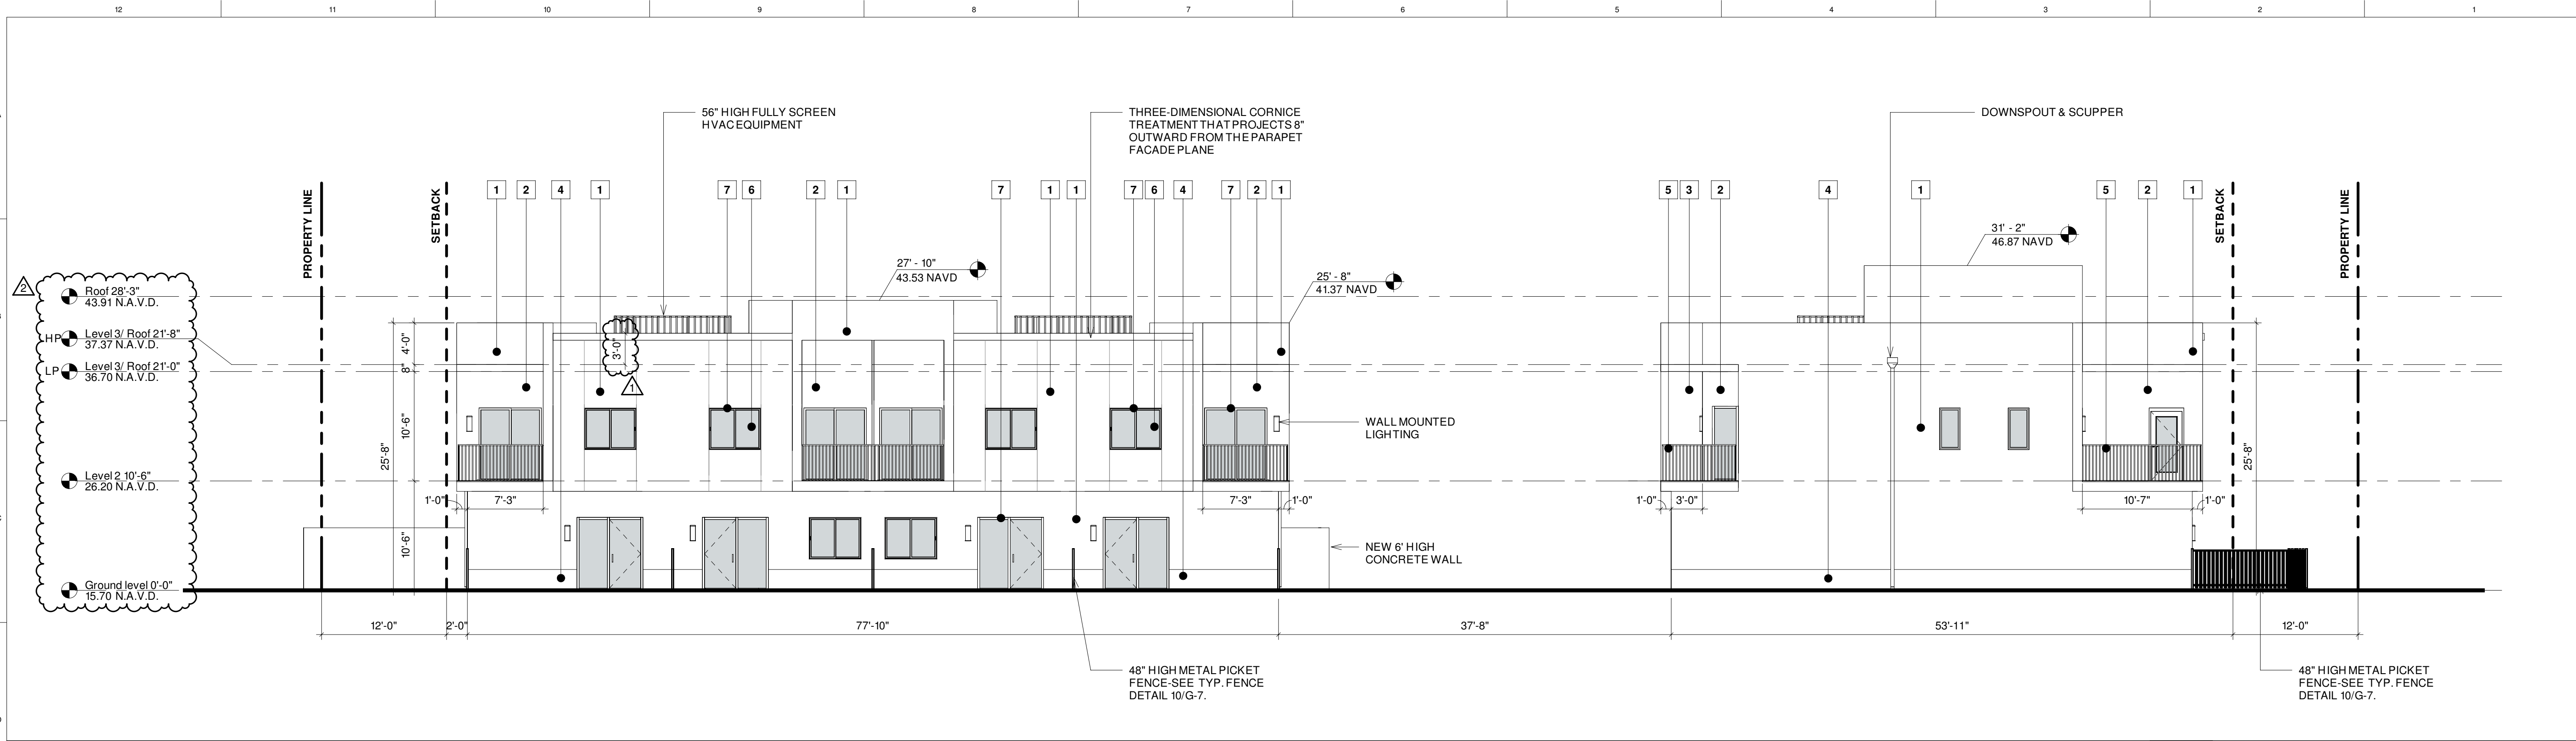 12 11 10 9 8 7 6 5 4 3 2 1
56" HIGH FULLY SCREEN
HVAC EQUIPMENT
THREE-DIMENSIONAL CORNICE
TREATMENT THAT PROJECTS 8"
OUTWARD FROM THE PARAPET
FACADE PLANE
DOWNSPOUT & SCUPPER
PROPERTY LINE
SETBACK
1 2 4 1 7 6 2 1 7 1 1 7 6 4 7 2 1
5 3 2 4 1 5 2 1
SETBACK
PROPERTY LINE
31' - 2"
46.87 NAVD
27' - 10"
43.53 NAVD
25' - 8"
41.37 NAVD
2
Roof 28'-3"
43.91 N.A.V.D.
HP
Level 3/ Roof 21'-8"
37.37 N.A.V.D.
LP
Level 3/ Roof 21'-0"
36.70 N.A.V.D.
Level 2 10'-6"
26.20 N.A.V.D.
Ground level 0'-0"
15.70 N.A.V.D.
25'-8"
4'-0"
8"
10'-6"
10'-6"
3'-0"
1
WALL MOUNTED
LIGHTING
25'-8"
1'-0" 7'-3" 7'-3" 1'-0"
1'-0" 3'-0" 10'-7" 1'-0"
NEW 6' HIGH
CONCRETE WALL
12'-0" 2'-0" 77'-10" 37'-8" 53'-11" 12'-0"
48" HIGH METAL PICKET
FENCE-SEE TYP. FENCE
DETAIL 10/G-7.
48" HIGH METAL PICKET
FENCE-SEE TYP. FENCE
DETAIL 10/G-7.